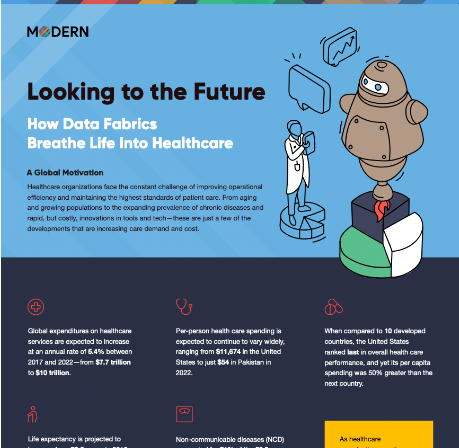 MODERN
Looking to the Future
How Data Fabrics
Breathe Life Into Healthcare
A Global Motivation
Healthcare organizations face the constant challenge of improving operational
efficiency and maintaining the highest standards of patient care. From aging
and growing populations to the expanding prevalence of chronic diseases and
rapid, but costly, innovations in tools and tech—these are just a few of the
developments that are increasing care demand and cost.
Global expenditures on healthcare
services are expected to increase
at an annual rate of 5.4% between
2017 and 2022—from $7.7 trillion
to $10 trillion.
Per-person health care spending is
expected to continue to vary widely,
ranging from $11,674 in the United
States to just $54 in Pakistan in
2022.
When compared to 10 developed
countries, the United States
ranked last in overall health care
performance, and yet its per capita
spending was 50% greater than the
next country.
Life expectancy is projected to
Non-communicable diseases (NCD)
As healthcare